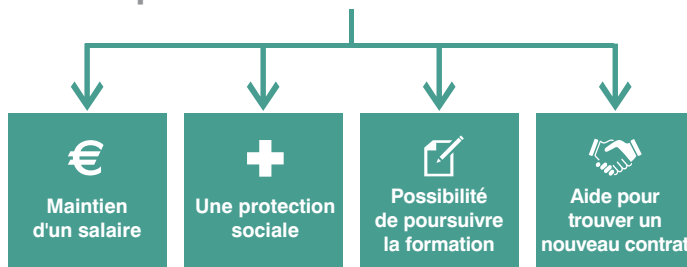 €
Maintien
d'un salaire
Une protection
sociale
Possibilité
de poursuivre
la formation
Aide pour
trouver un
nouveau contrat